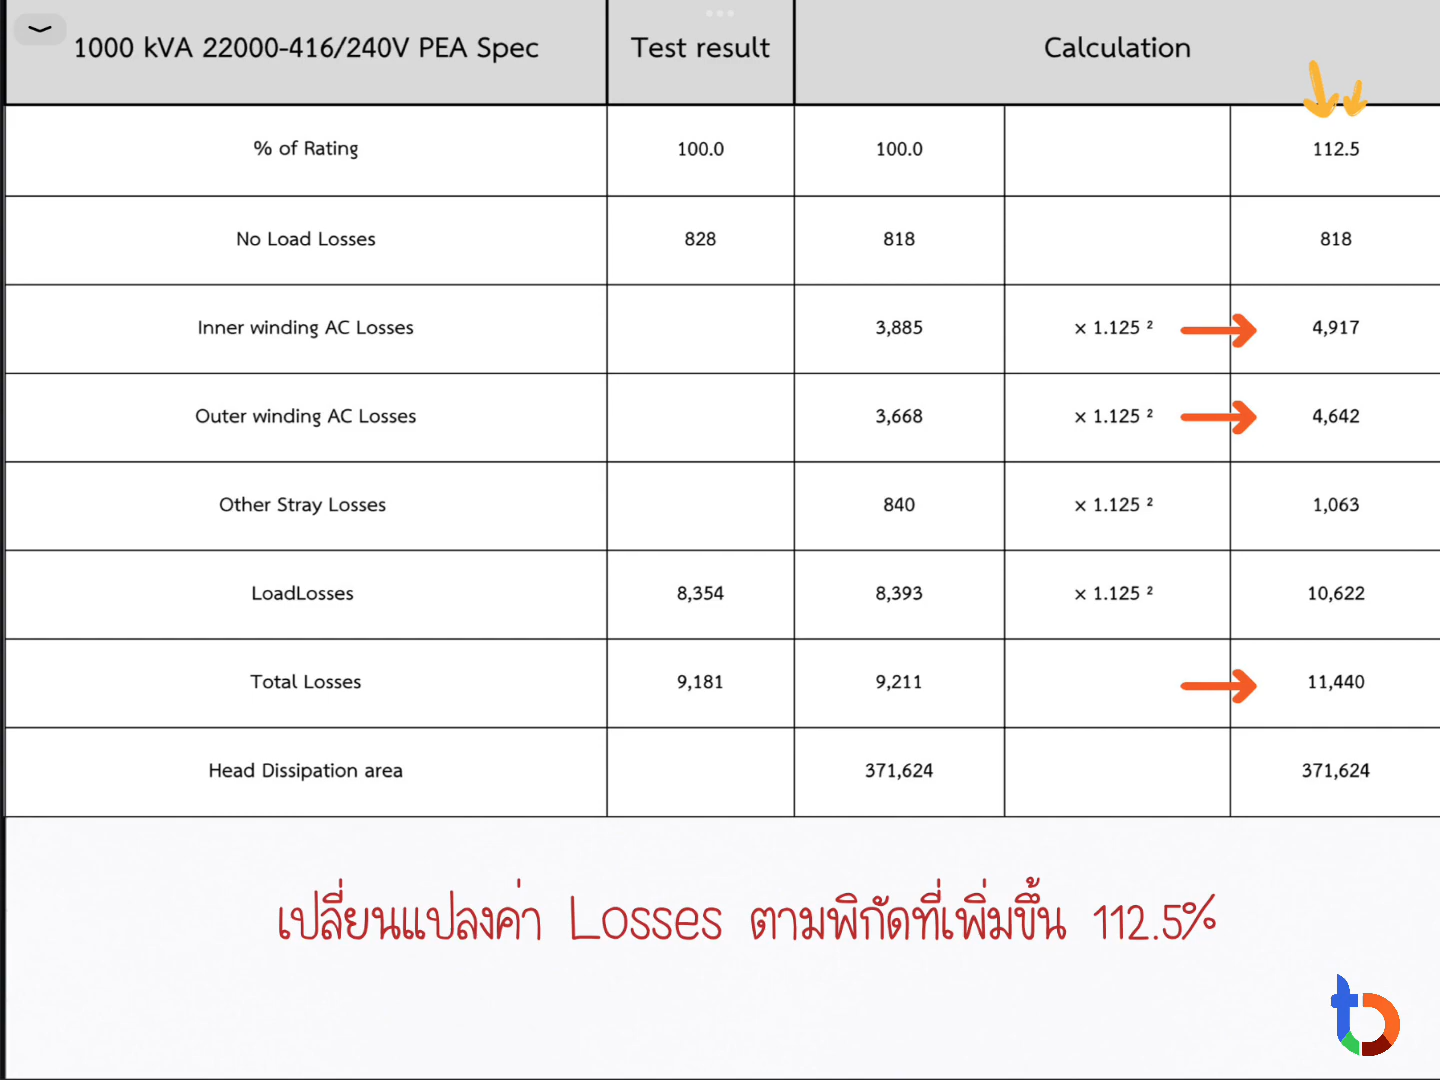 1000 kVA 22000-416/240V PEA Spec Test result Calculation
% of Rating 100.0 100.0 112.5
No Load Losses 828 818 818
Inner winding AC Losses 3,885 × 1.125 ² 4,917
Outer winding AC Losses 3,668 × 1.125 ² 4,642
Other Stray Losses 840 × 1.125 ² 1,063
LoadLosses 8,354 8,393 × 1.125 ² 10,622
Total Losses 9,181 9,211 11,440
Head Dissipation area 371,624 371,624
เปลี่ยนแปลงค่า Losses ตามพิกัดที่เพิ่มขึ้น 112.5%